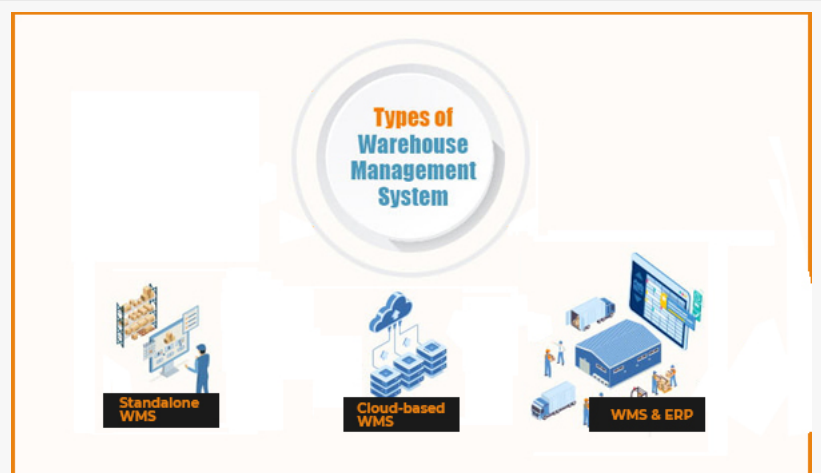 Types of
Warehouse
Management
System
Standalone
WMS
Cloud-based
WMS
WMS & ERP